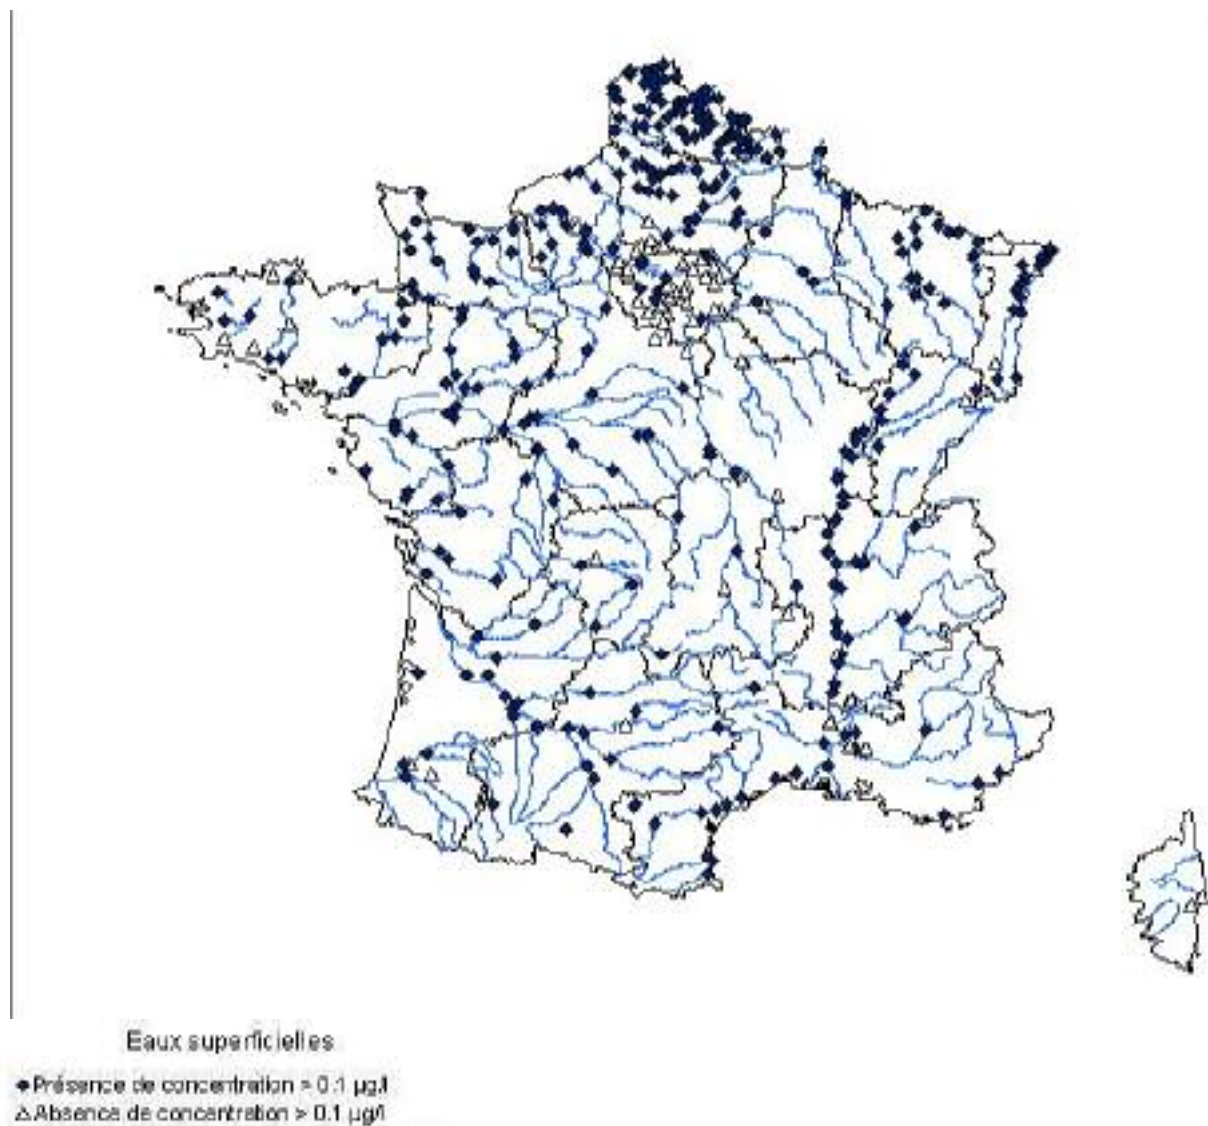 Eaux superficielles
Présence de concentration > 0.1 µg/l
Absence de concentration > 0.1 µg/l